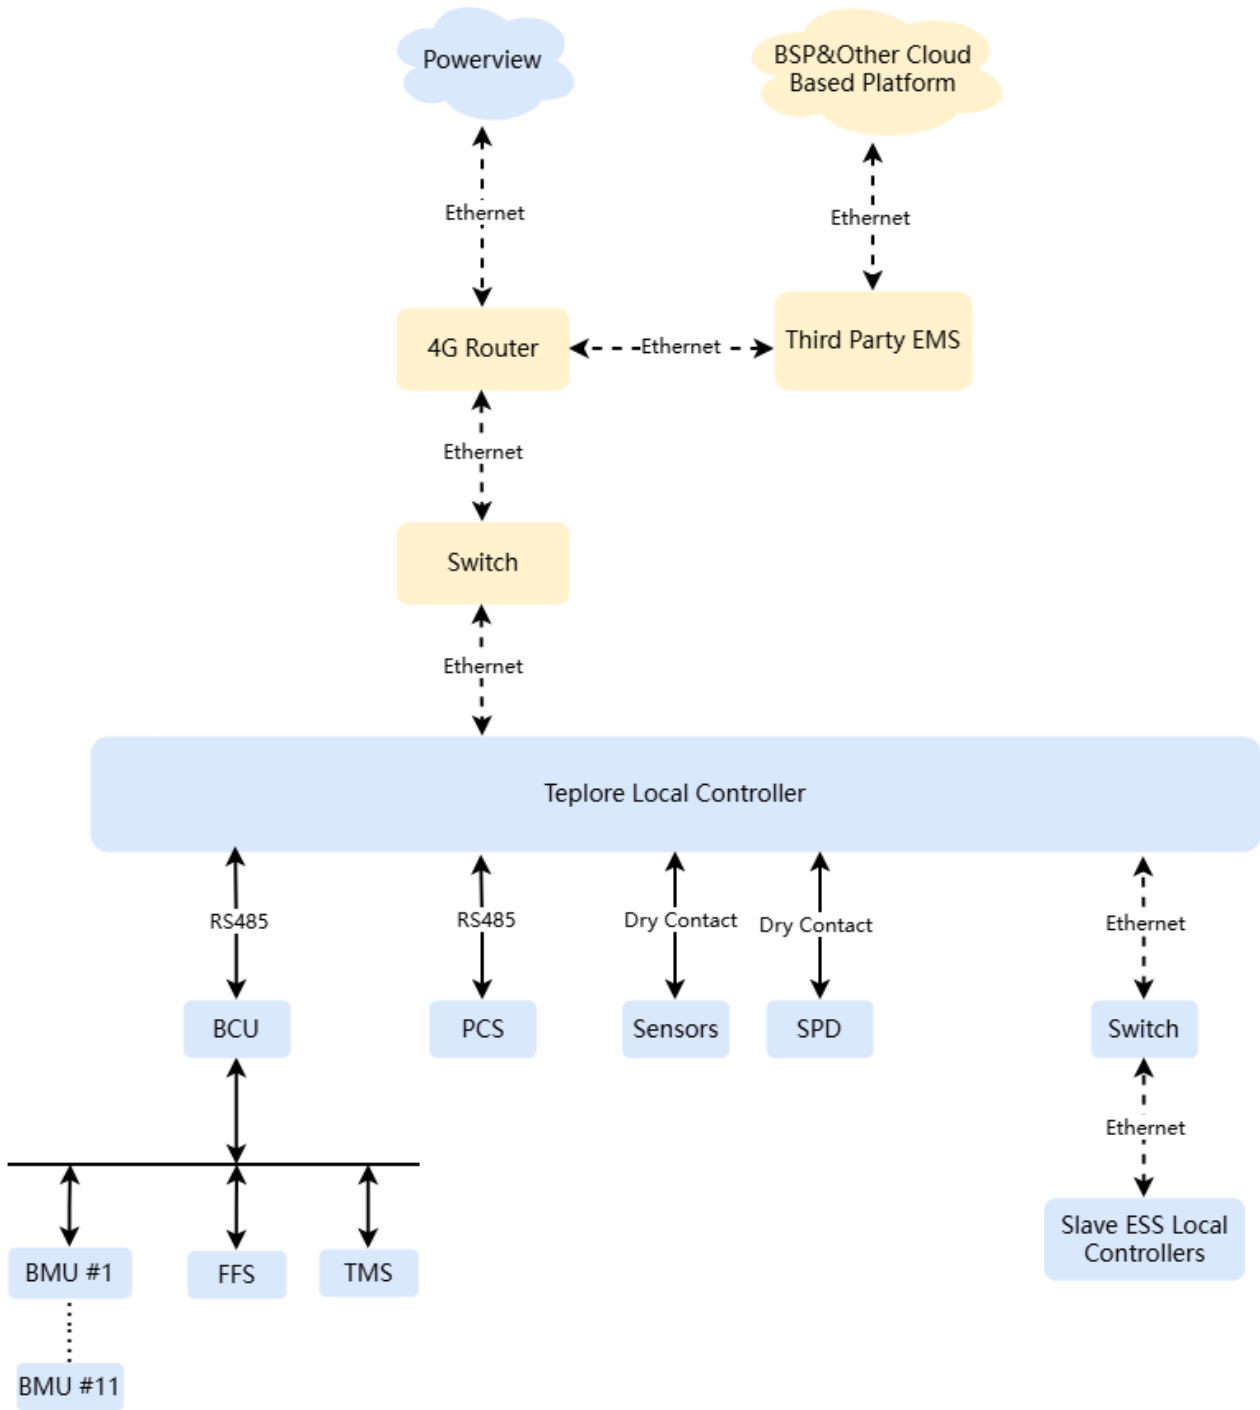 Powerview
BSP&Other Cloud
Based Platform
Ethernet
Ethernet
4G Router
Ethernet
Third Party EMS
Ethernet
Switch
Ethernet
Teplore Local Controller
RS485
RS485
Dry Contact
Dry Contact
Ethernet
BCU
PCS
Sensors
SPD
Switch
Ethernet
Slave ESS Local
Controllers
BMU #1
FFS
TMS
BMU #11